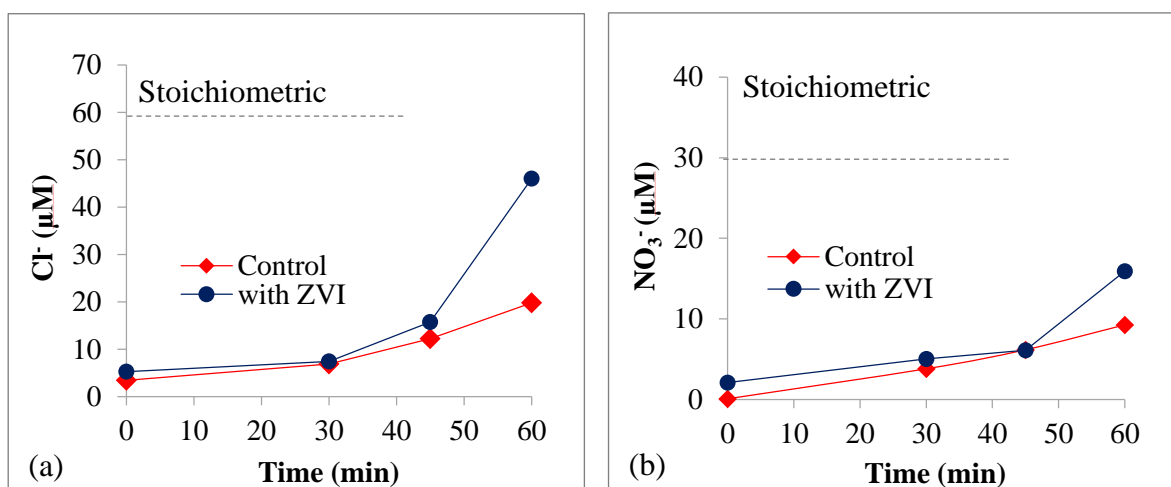 70
60
50
40
30
20
10
0
Cl⁻ (µM)
Stoichiometric
Control
with ZVI
0 10 20 30 40 50 60
Time (min)
(a)
40
30
20
10
0
NO₃⁻ (µM)
Stoichiometric
Control
with ZVI
0 10 20 30 40 50 60
Time (min)
(b)